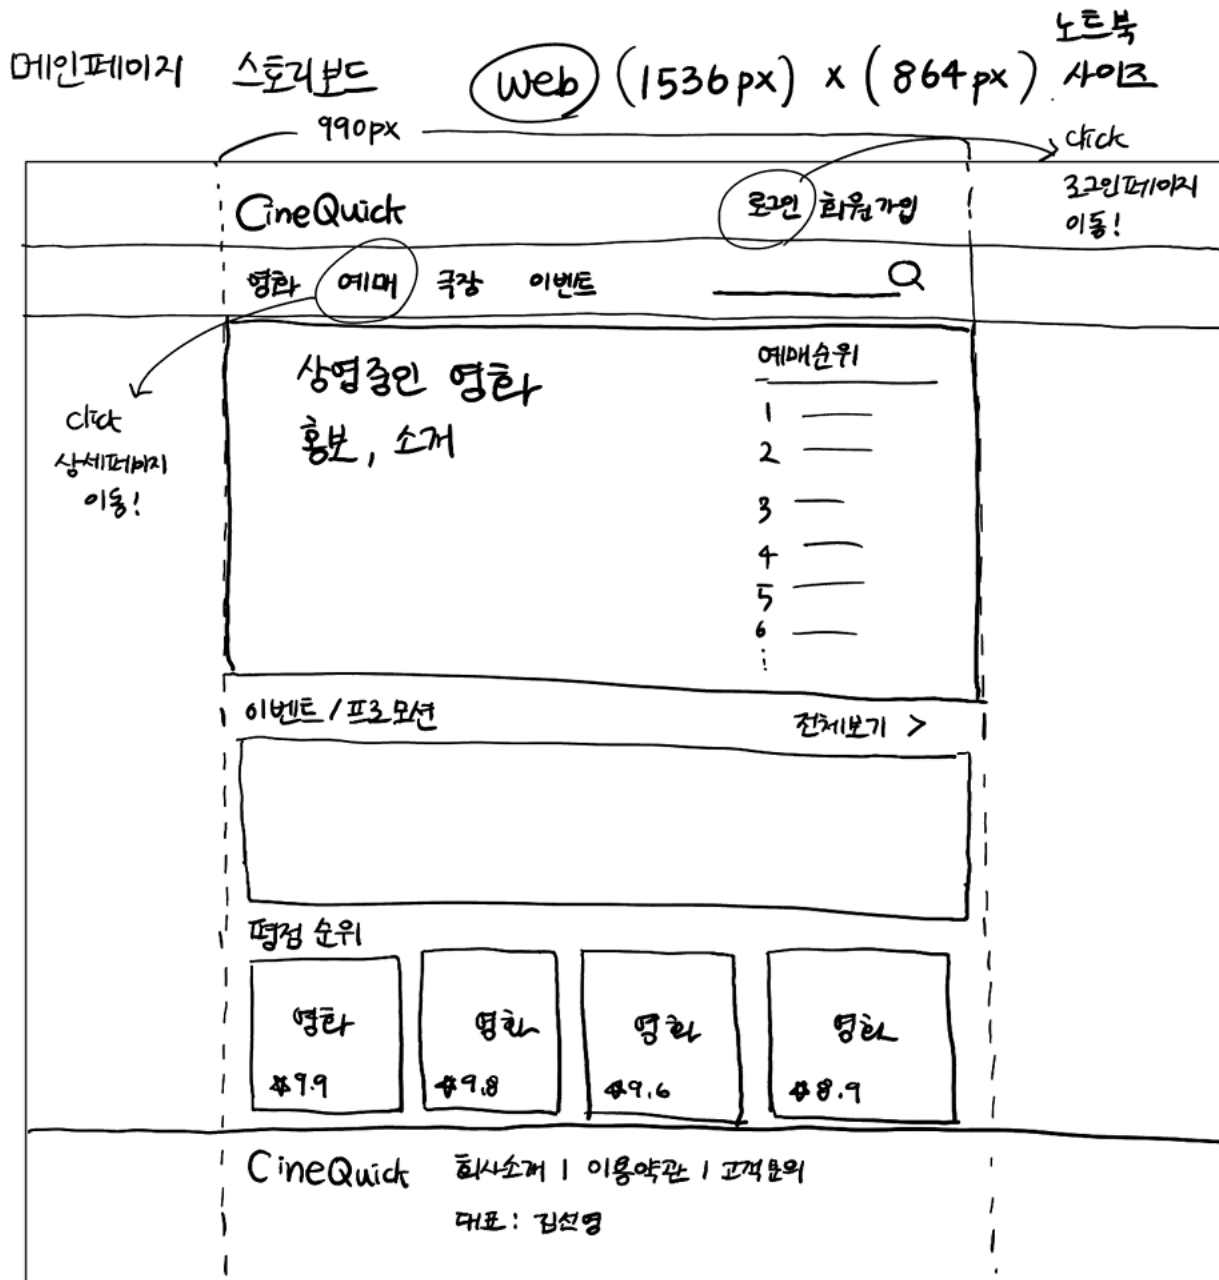 메인페이지 스토리보드 web (1536px) x (864px) 노트북 사이즈
990px
click
로그인페이지
이동!
CineQuick 로그인 회원가입
영화 예매 극장 이벤트
click
상세페이지
이동!
상영중인 영화
홍보, 소개
예매순위
1
2
3
4
5
6
⋮
이벤트 / 프로모션 전체보기 >
평점 순위
영화 영화 영화 영화
☆9.9 ☆9.8 ☆9.6 ☆8.9
CineQuick 회사소개 | 이용약관 | 고객문의
대표 : 김선영